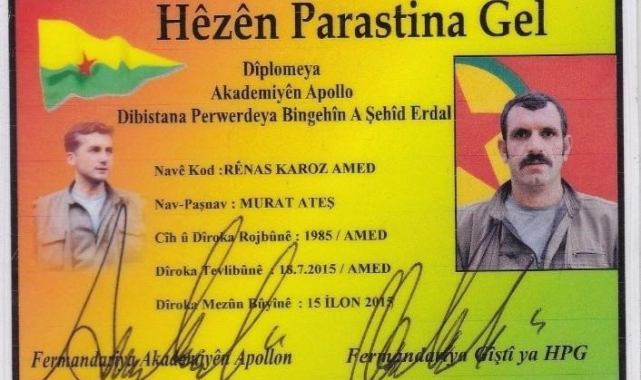 Hêzên Parastina Gel
Dîplomeya
Akademiyên Apollo
Dibistana Perwerdeya Bingehîn A Şehîd Erdal
Navê Kod :RÊNAS KAROZ AMED
Nav-Paşnav : MURAT ATEŞ
Cîh û Dîroka Rojbûnê : 1985 / AMED
Dîroka Tevlîbûnê : 18.7.2015 / AMED
Dîroka Mezûn Bûyînê : 15 ÎLON 2015
Fermandariya Akademiyên Apollon
Fermandariya Giştî ya HPG